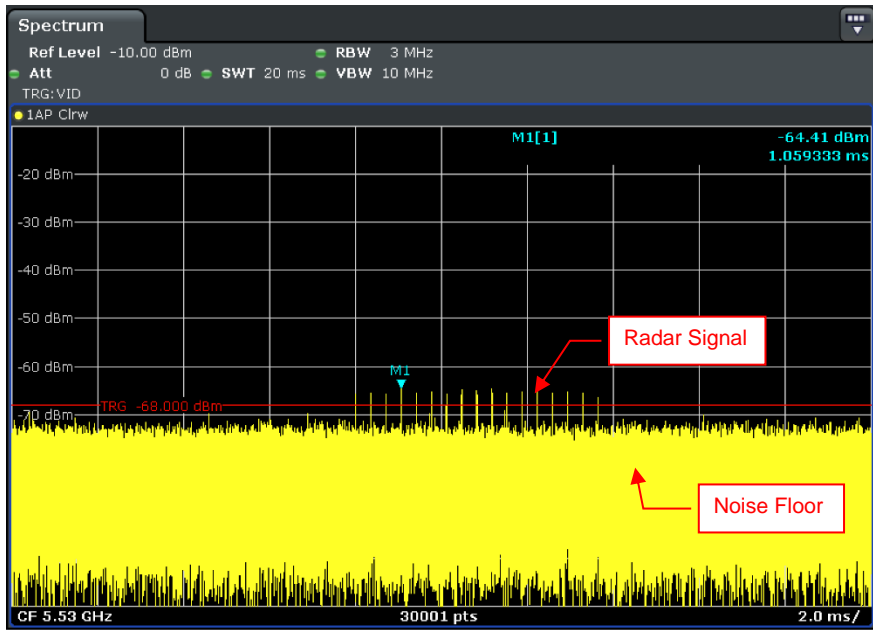 Spectrum
Ref Level -10.00 dBm RBW 3 MHz
Att 0 dB SWT 20 ms VBW 10 MHz
TRG:VID
1AP Clrw
M1[1] -64.41 dBm
1.059333 ms
-20 dBm
-30 dBm
-40 dBm
-50 dBm
Radar Signal
-60 dBm
M1
TRG -68.000 dBm
-70 dBm
Noise Floor
CF 5.53 GHz 30001 pts 2.0 ms/